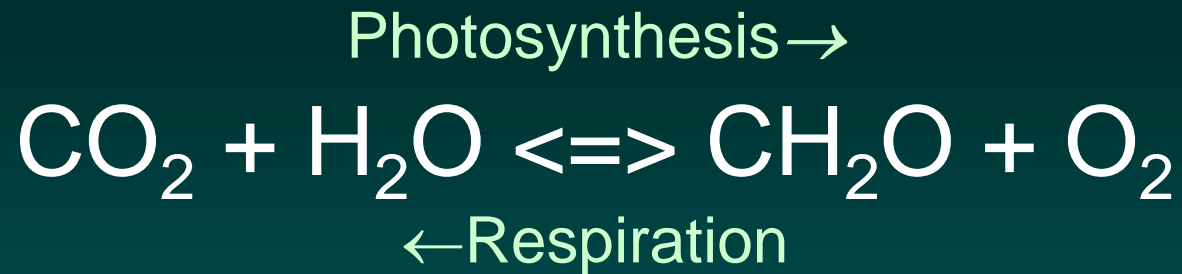 Photosynthesis→
CO₂ + H₂O <=> CH₂O + O₂
←Respiration